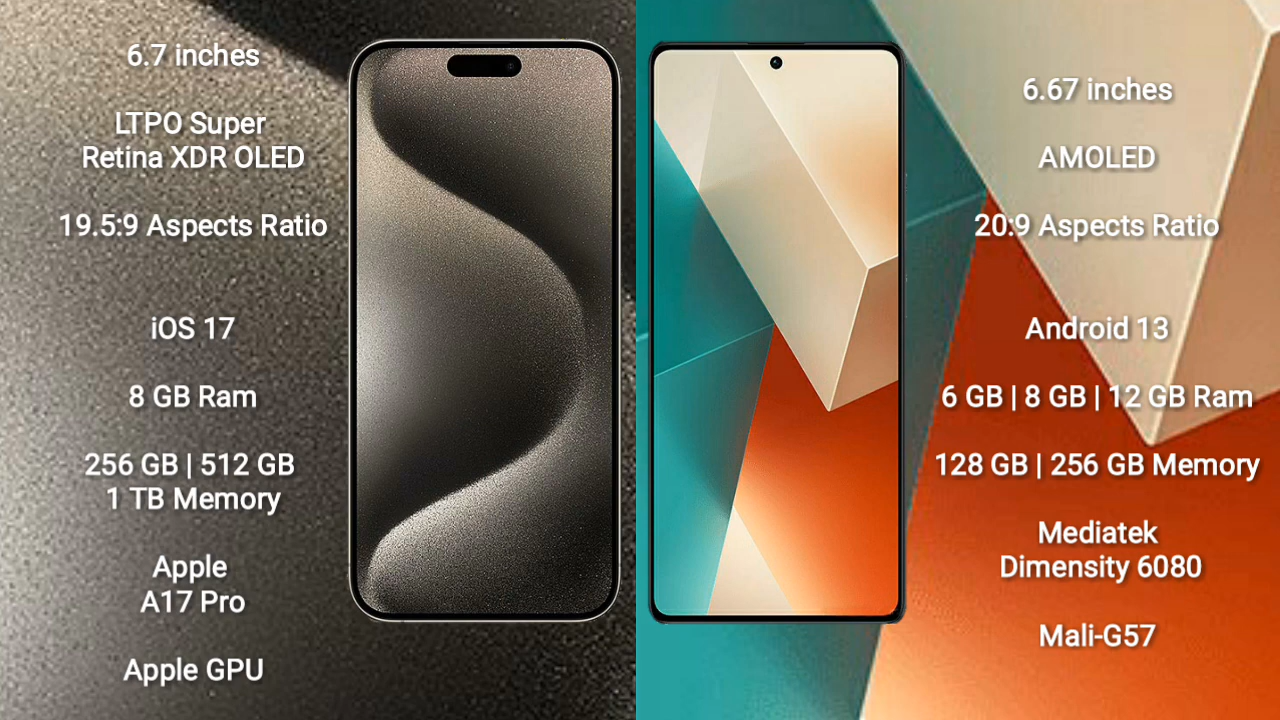 6.7 inches
LTPO Super
Retina XDR OLED
19.5:9 Aspects Ratio
iOS 17
8 GB Ram
256 GB | 512 GB
1 TB Memory
Apple
A17 Pro
Apple GPU
6.67 inches
AMOLED
20:9 Aspects Ratio
Android 13
6 GB | 8 GB | 12 GB Ram
128 GB | 256 GB Memory
Mediatek
Dimensity 6080
Mali-G57